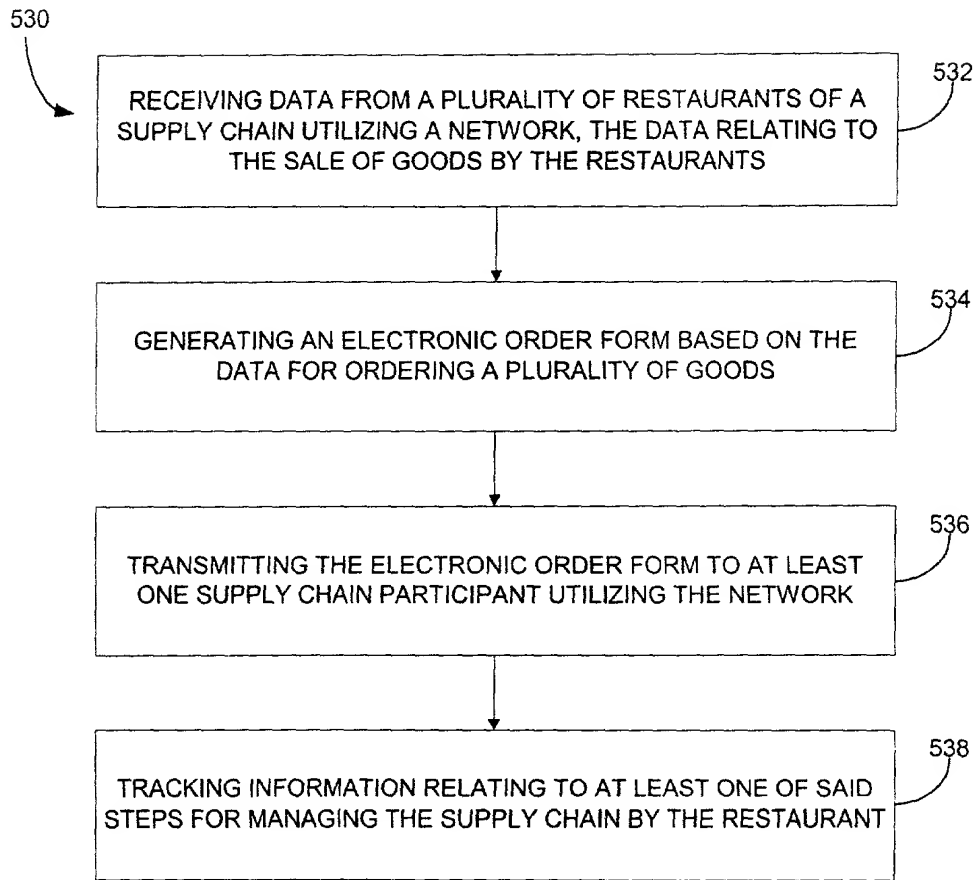 530
532
RECEIVING DATA FROM A PLURALITY OF RESTAURANTS OF A
SUPPLY CHAIN UTILIZING A NETWORK, THE DATA RELATING TO
THE SALE OF GOODS BY THE RESTAURANTS
534
GENERATING AN ELECTRONIC ORDER FORM BASED ON THE
DATA FOR ORDERING A PLURALITY OF GOODS
536
TRANSMITTING THE ELECTRONIC ORDER FORM TO AT LEAST
ONE SUPPLY CHAIN PARTICIPANT UTILIZING THE NETWORK
538
TRACKING INFORMATION RELATING TO AT LEAST ONE OF SAID
STEPS FOR MANAGING THE SUPPLY CHAIN BY THE RESTAURANT